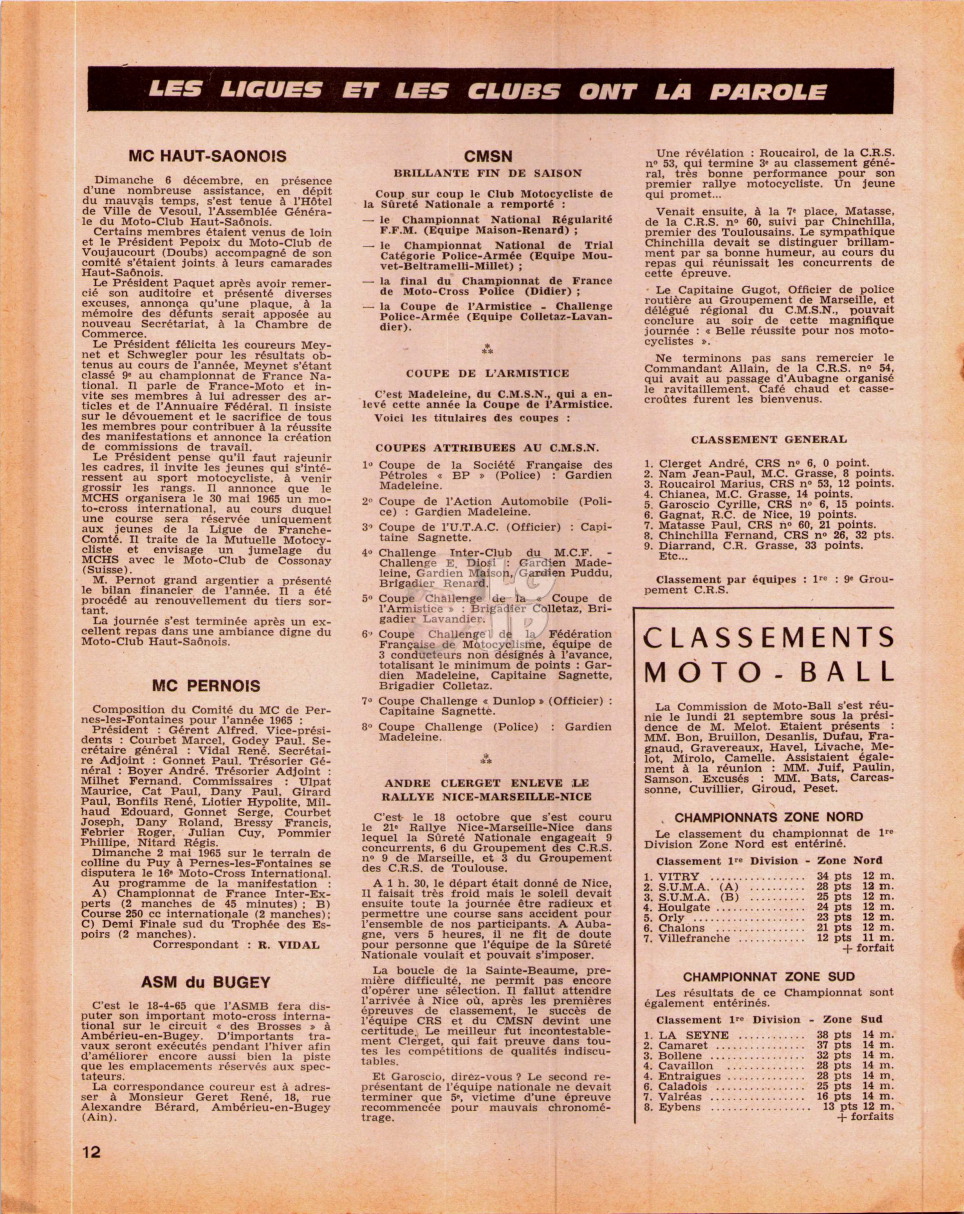 LES LIGUES ET LES CLUBS ONT LA PAROLE
MC HAUT-SAONOIS
Dimanche 6 décembre, en présence
d'une nombreuse assistance, en dépit
du mauvais temps, s'est tenue à l'Hôtel
de Ville de Vesoul, l'Assemblée Généra-
le du Moto-Club Haut-Saônois.
Certains membres étaient venus de loin
et le Président Pepoix du Moto-Club de
Voujaucourt (Doubs) accompagné de son
comité s'étaient joints à leurs camarades
Haut-Saônois.
Le Président Paquet après avoir remer-
cié son auditoire et présenté diverses
excuses, annonça qu'une plaque, à la
mémoire des défunts serait apposée au
nouveau Secrétariat, à la Chambre de
Commerce.
Le Président félicita les coureurs Mey-
net et Schwegler pour les résultats ob-
tenus au cours de l'année, Meynet s'étant
classé 9e au championnat de France Na-
tional. Il parle de France-Moto et in-
vite ses membres à lui adresser des ar-
ticles et de l'Annuaire Fédéral. Il insiste
sur le dévouement et le sacrifice de tous
les membres pour contribuer à la réussite
des manifestations et annonce la création
de commissions de travail.
Le Président pense qu'il faut rajeunir
les cadres, il invite les jeunes qui s'inté-
ressent au sport motocycliste, à venir
grossir les rangs. Il annonce que le
MCHS organisera le 30 mai 1965 un mo-
to-cross international, au cours duquel
une course sera réservée uniquement
aux jeunes de la Ligue de Franche-
Comté. Il traite de la Mutuelle Motocy-
cliste et envisage un jumelage du
MCHS avec le Moto-Club de Cossonay
(Suisse).
M. Pernot grand argentier a présenté
le bilan financier de l'année. Il a été
procédé au renouvellement du tiers sor-
tant.
La journée s'est terminée après un ex-
cellent repas dans une ambiance digne du
Moto-Club Haut-Saônois.
MC PERNOIS
Composition du Comité du MC de Per-
nes-les-Fontaines pour l'année 1965 :
Président : Gérent Alfred. Vice-prési-
dents : Courbet Marcel, Godey Paul. Se-
crétaire général : Vidal René. Secrétai-
re Adjoint : Gonnet Paul. Trésorier Gé-
néral : Boyer André. Trésorier Adjoint :
Milhet Fernand. Commissaires : Ulpat
Maurice, Cat Paul, Dany Paul, Girard
Paul, Bonfils René, Liotier Hypolite, Mil-
haud Edouard, Gonnet Serge, Courbet
Joseph, Dany Roland, Bressy Francis,
Febrier Roger, Julian Cuy, Pommier
Phillipe, Nitard Régis.
Dimanche 2 mai 1965 sur le terrain de
colline du Puy à Pernes-les-Fontaines se
disputera le 16e Moto-Cross International.
Au programme de la manifestation :
A) Championnat de France Inter-Ex-
perts (2 manches de 45 minutes) ; B)
Course 250 cc internationale (2 manches);
C) Demi Finale sud du Trophée des Es-
poirs (2 manches).
Correspondant : R. VIDAL
ASM du BUGEY
C'est le 18-4-65 que l'ASMB fera dis-
puter son important moto-cross interna-
tional sur le circuit « des Brosses » à
Ambérieu-en-Bugey. D'importants tra-
vaux seront exécutés pendant l'hiver afin
d'améliorer encore aussi bien la piste
que les emplacements réservés aux spec-
tateurs.
La correspondance coureur est à adres-
ser à Monsieur Geret René, 18, rue
Alexandre Bérard, Ambérieu-en-Bugey
(Ain).
12
CMSN
BRILLANTE FIN DE SAISON
Coup sur coup le Club Motocycliste de
la Sûreté Nationale a remporté :
— le Championnat National Régularité
F.F.M. (Equipe Maison-Renard) ;
— le Championnat National de Trial
Catégorie Police-Armée (Equipe Mou-
vet-Beltramelli-Millet) ;
— la final du Championnat de France
de Moto-Cross Police (Didier) ;
— la Coupe de l'Armistice - Challenge
Police-Armée (Equipe Colletaz-Lavan-
dier).
*
**
COUPE DE L'ARMISTICE
C'est Madeleine, du C.M.S.N., qui a en-
levé cette année la Coupe de l'Armistice.
Voici les titulaires des coupes :
COUPES ATTRIBUEES AU C.M.S.N.
1° Coupe de la Société Française des
Pétroles « BP » (Police) : Gardien
Madeleine.
2° Coupe de l'Action Automobile (Poli-
ce) : Gardien Madeleine.
3° Coupe de l'U.T.A.C. (Officier) : Capi-
taine Sagnette.
4° Challenge Inter-Club du M.C.F. -
Challenge E. Diosi : Gardien Made-
leine, Gardien Maison, Gardien Puddu,
Brigadier Renard.
5° Coupe Challenge de la « Coupe de
l'Armistice » : Brigadier Colletaz, Bri-
gadier Lavandier.
6° Coupe Challenge de la Fédération
Française de Motocyclisme, équipe de
3 conducteurs non désignés à l'avance,
totalisant le minimum de points : Gar-
dien Madeleine, Capitaine Sagnette,
Brigadier Colletaz.
7° Coupe Challenge « Dunlop » (Officier) :
Capitaine Sagnette.
8° Coupe Challenge (Police) : Gardien
Madeleine.
*
**
ANDRE CLERGET ENLEVE LE
RALLYE NICE-MARSEILLE-NICE
C'est le 18 octobre que s'est couru
le 21e Rallye Nice-Marseille-Nice dans
lequel la Sûreté Nationale engageait 9
concurrents, 6 du Groupement des C.R.S.
n° 9 de Marseille, et 3 du Groupement
des C.R.S. de Toulouse.
A 1 h. 30, le départ était donné de Nice,
Il faisait très froid mais le soleil devait
ensuite toute la journée être radieux et
permettre une course sans accident pour
l'ensemble de nos participants. A Auba-
gne, vers 5 heures, il ne fit de doute
pour personne que l'équipe de la Sûreté
Nationale voulait et pouvait s'imposer.
La boucle de la Sainte-Beaume, pre-
mière difficulté, ne permit pas encore
d'opérer une sélection. Il fallut attendre
l'arrivée à Nice où, après les premières
épreuves de classement, le succès de
l'équipe CRS et du CMSN devint une
certitude. Le meilleur fut incontestable-
ment Clerget, qui fait preuve dans tou-
tes les compétitions de qualités indiscu-
tables.
Et Garoscio, direz-vous ? Le second re-
présentant de l'équipe nationale ne devait
terminer que 5e, victime d'une épreuve
recommencée pour mauvais chronomé-
trage.
Une révélation : Roucairol, de la C.R.S.
n° 53, qui termine 3e au classement géné-
ral, très bonne performance pour son
premier rallye motocycliste. Un jeune
qui promet...
Venait ensuite, à la 7e place, Matasse,
de la C.R.S. n° 60, suivi par Chinchilla,
premier des Toulousains. Le sympathique
Chinchilla devait se distinguer brillam-
ment par sa bonne humeur, au cours du
repas qui réunissait les concurrents de
cette épreuve.
Le Capitaine Gugot, Officier de police
routière au Groupement de Marseille, et
délégué régional du C.M.S.N., pouvait
conclure au soir de cette magnifique
journée : « Belle réussite pour nos moto-
cyclistes ».
Ne terminons pas sans remercier le
Commandant Allain, de la C.R.S. n° 54,
qui avait au passage d'Aubagne organisé
le ravitaillement. Café chaud et casse-
croûtes furent les bienvenus.
CLASSEMENT GENERAL
1. Clerget André, CRS n° 6, 0 point.
2. Nam Jean-Paul, M.C. Grasse, 8 points.
3. Roucairol Marius, CRS n° 53, 12 points.
4. Chianea, M.C. Grasse, 14 points.
5. Garoscio Cyrille, CRS n° 6, 15 points.
6. Gagnat, R.C. de Nice, 19 points.
7. Matasse Paul, CRS n° 60, 21 points.
8. Chinchilla Fernand, CRS n° 26, 32 pts.
9. Diarrand, C.R. Grasse, 33 points.
Etc...
Classement par équipes : 1re : 9e Grou-
pement C.R.S.
CLASSEMENTS
MOTO - BALL
La Commission de Moto-Ball s'est réu-
nie le lundi 21 septembre sous la prési-
dence de M. Melot. Etaient présents :
MM. Bon, Bruillon, Desanlis, Dufau, Fra-
gnaud, Gravereaux, Havel, Livache, Me-
lot, Mirolo, Camelle. Assistaient égale-
ment à la réunion : MM. Juif, Paulin,
Samson. Excusés : MM. Bats, Carcas-
sonne, Cuvillier, Giroud, Peset.
CHAMPIONNATS ZONE NORD
Le classement du championnat de 1re
Division Zone Nord est entériné.
Classement 1re Division - Zone Nord
1. VITRY ................ 34 pts 12 m.
2. S.U.M.A. (A) .......... 28 pts 12 m.
3. S.U.M.A. (B) .......... 25 pts 12 m.
4. Houlgate ............... 24 pts 12 m.
5. Orly .................... 23 pts 12 m.
6. Chalons ................ 21 pts 12 m.
7. Villefranche ............ 12 pts 11 m.
+ forfait
CHAMPIONNAT ZONE SUD
Les résultats de ce Championnat sont
également entérinés.
Classement 1re Division - Zone Sud
1. LA SEYNE ............ 38 pts 14 m.
2. Camaret ................ 37 pts 14 m.
3. Bollene ................. 32 pts 14 m.
4. Cavaillon .............. 28 pts 14 m.
4. Entraigues .............. 28 pts 14 m.
6. Caladois ................ 25 pts 14 m.
7. Valréas ................. 16 pts 14 m.
8. Eybens .................. 13 pts 12 m.
+ forfaits